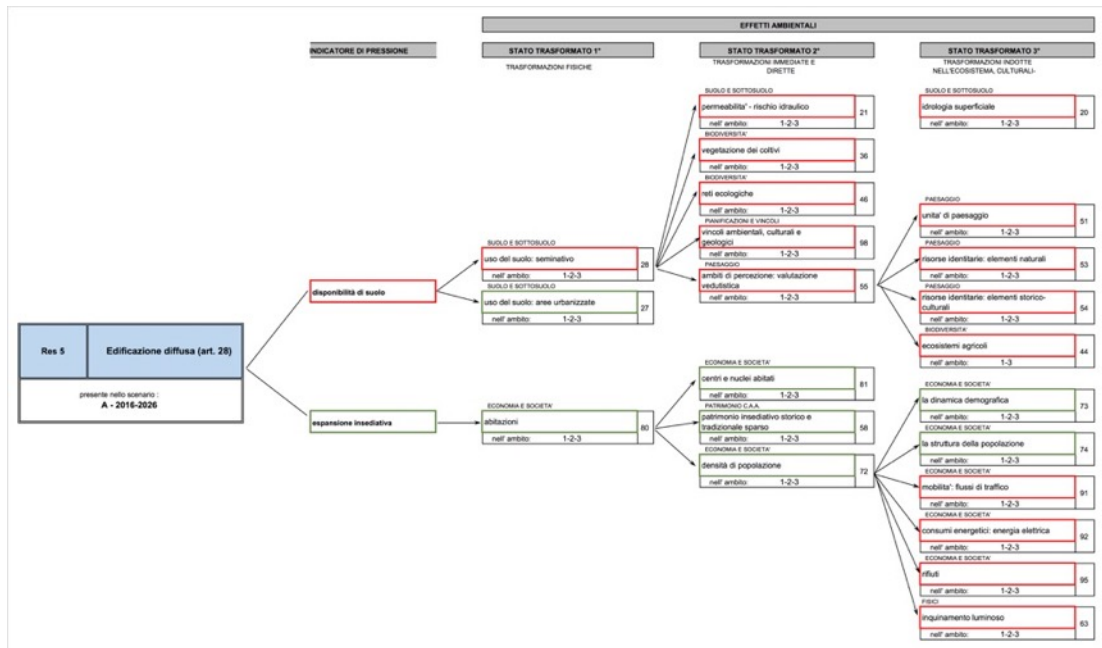 EFFETTI AMBIENTALI
INDICATORE DI PRESSIONE
STATO TRASFORMATO 1°
STATO TRASFORMATO 2°
STATO TRASFORMATO 3°
TRASFORMAZIONI FISICHE
TRASFORMAZIONI IMMEDIATE E
DIRETTE
TRASFORMAZIONI INDOTTE
NELL'ECOSISTEMA, CULTURALI-
Res 5
Edificazione diffusa (art. 28)
presente nello scenario :
A - 2016-2026
disponibilità di suolo
espansione insediativa
SUOLO E SOTTOSUOLO
uso del suolo: seminativo
28
nell' ambito: 1-2-3
SUOLO E SOTTOSUOLO
uso del suolo: aree urbanizzate
27
nell' ambito: 1-2-3
ECONOMIA E SOCIETA'
abitazioni
80
nell' ambito: 1-2-3
SUOLO E SOTTOSUOLO
permeabilita' - rischio idraulico
21
nell' ambito: 1-2-3
BIODIVERSITA'
vegetazione dei coltivi
36
nell' ambito: 1-2-3
BIODIVERSITA'
reti ecologiche
46
nell' ambito: 1-2-3
PIANIFICAZIONI E VINCOLI
vincoli ambientali, culturali e
geologici
98
nell' ambito: 1-2-3
PAESAGGIO
ambiti di percezione: valutazione
vedutistica
55
nell' ambito: 1-2-3
ECONOMIA E SOCIETA'
centri e nuclei abitati
81
nell' ambito: 1-2-3
PATRIMONIO C.A.A.
patrimonio insediativo storico e
tradizionale sparso
58
nell' ambito: 1-2-3
ECONOMIA E SOCIETA'
densità di popolazione
72
nell' ambito: 1-2-3
SUOLO E SOTTOSUOLO
idrologia superficiale
20
nell' ambito: 1-2-3
PAESAGGIO
unita' di paesaggio
51
nell' ambito: 1-2-3
PAESAGGIO
risorse identitarie: elementi naturali
53
nell' ambito: 1-2-3
PAESAGGIO
risorse identitarie: elementi storico-
culturali
54
nell' ambito: 1-2-3
BIODIVERSITA'
ecosistemi agricoli
44
nell' ambito: 1-3
ECONOMIA E SOCIETA'
la dinamica demografica
73
nell' ambito: 1-2-3
ECONOMIA E SOCIETA'
la struttura della popolazione
74
nell' ambito: 1-2-3
ECONOMIA E SOCIETA'
mobilita': flussi di traffico
91
nell' ambito: 1-2-3
ECONOMIA E SOCIETA'
consumi energetici: energia elettrica
92
nell' ambito: 1-2-3
ECONOMIA E SOCIETA'
rifiuti
95
nell' ambito: 1-2-3
FISICI
inquinamento luminoso
63
nell' ambito: 1-2-3